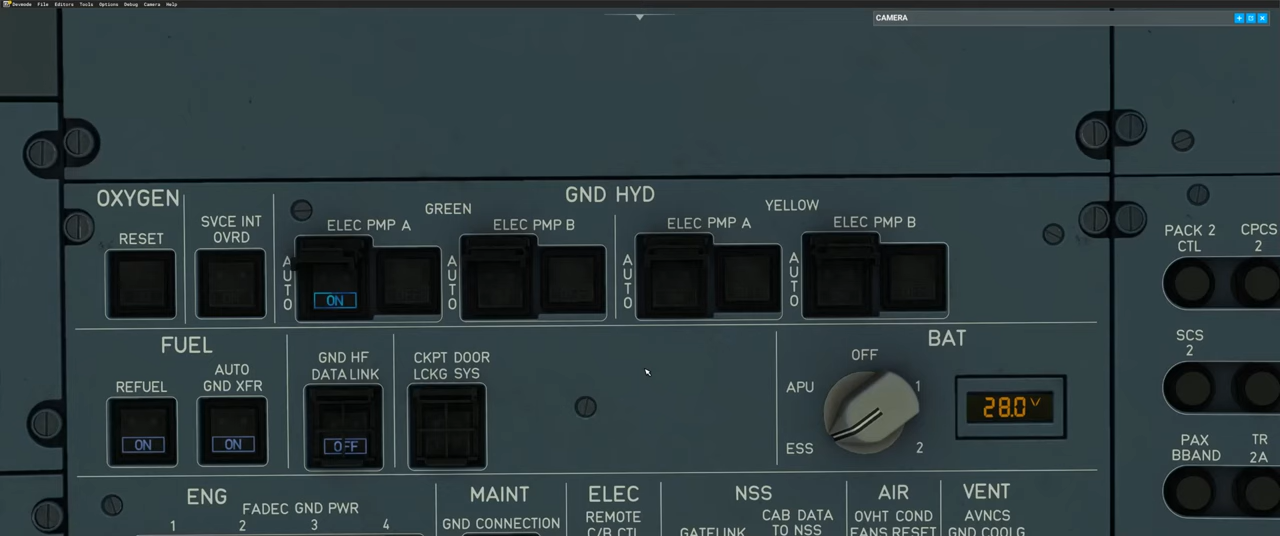 Devmode File Editors Tools Options Debug Camera Help
CAMERA
OXYGEN
RESET
SVCE INT
OVRD
GND HYD
GREEN
YELLOW
ELEC PMP A
ELEC PMP B
ELEC PMP A
ELEC PMP B
AUTO
AUTO
AUTO
AUTO
ON
PACK 2
CTL
CPCS
2
SCS
2
PAX
BBAND
TR
2A
FUEL
REFUEL
ON
AUTO
GND XFR
ON
GND HF
DATALINK
OFF
CKPT DOOR
LCKG SYS
BAT
OFF
APU
1
ESS
2
28.0 V
ENG
FADEC GND PWR
1 2 3 4
MAINT
GND CONNECTION
ELEC
REMOTE
C/B CTL
NSS
GATELINK
CAB DATA
TO NSS
AIR
OVHT COND
FANS RESET
VENT
AVNCS
GND COOLG